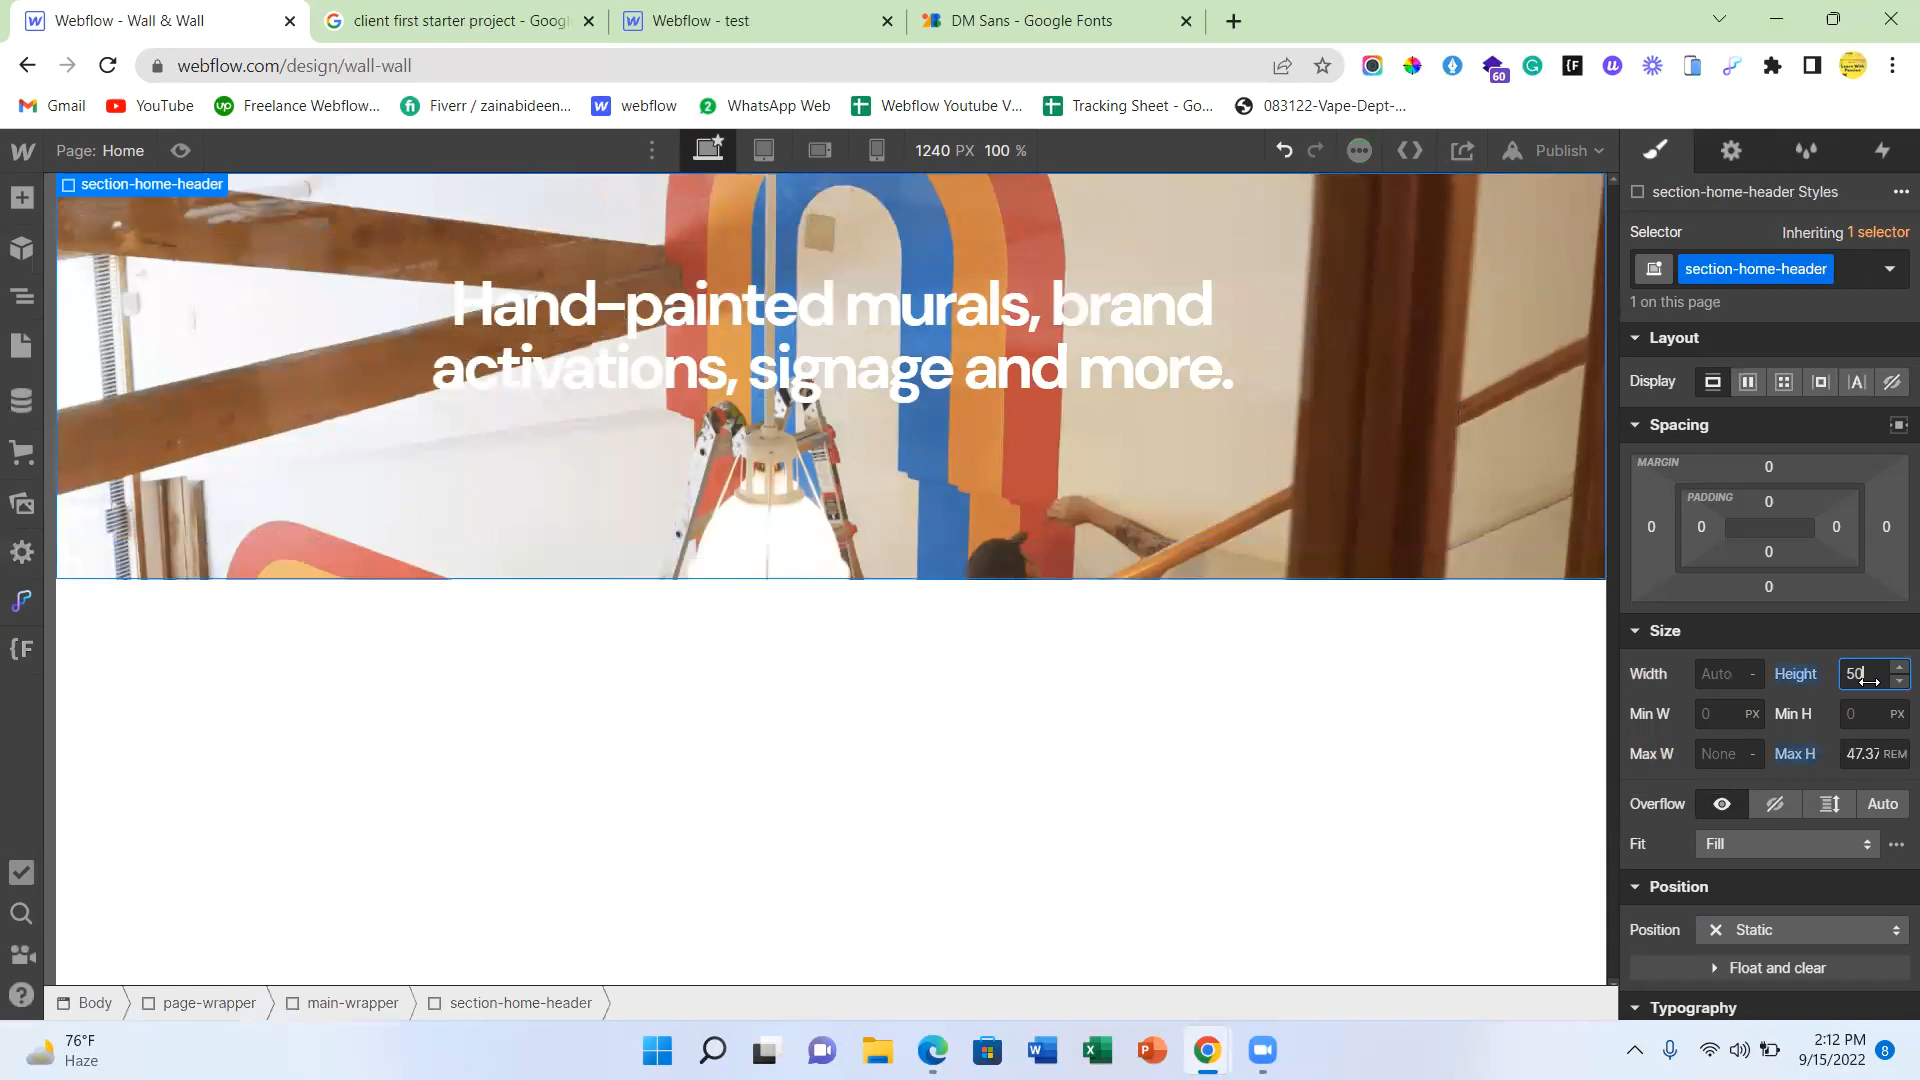 Webflow - Wall & Wall
client first starter project - Googl
Webflow - test
DM Sans - Google Fonts
webflow.com/design/wall-wall
60
Gmail
YouTube
Freelance Webflow...
Fiverr / zainabideen...
webflow
WhatsApp Web
Webflow Youtube V...
Tracking Sheet - Go...
083122-Vape-Dept-...
Page: Home
1240 PX 100 %
Publish
section-home-header
Hand-painted murals, brand
activations, signage and more.
section-home-header Styles
Selector
Inheriting 1 selector
section-home-header
1 on this page
Layout
Display
Spacing
MARGIN
0
PADDING
0
0
0
0
0
0
0
Size
Width
Auto -
Height
50
Min W
0 PX
Min H
0 PX
Max W
None -
Max H
47.37 REM
Overflow
Auto
Fit
Fill
Position
Position
Static
Float and clear
Typography
Body
page-wrapper
main-wrapper
section-home-header
76°F
Haze
2:12 PM
9/15/2022
8